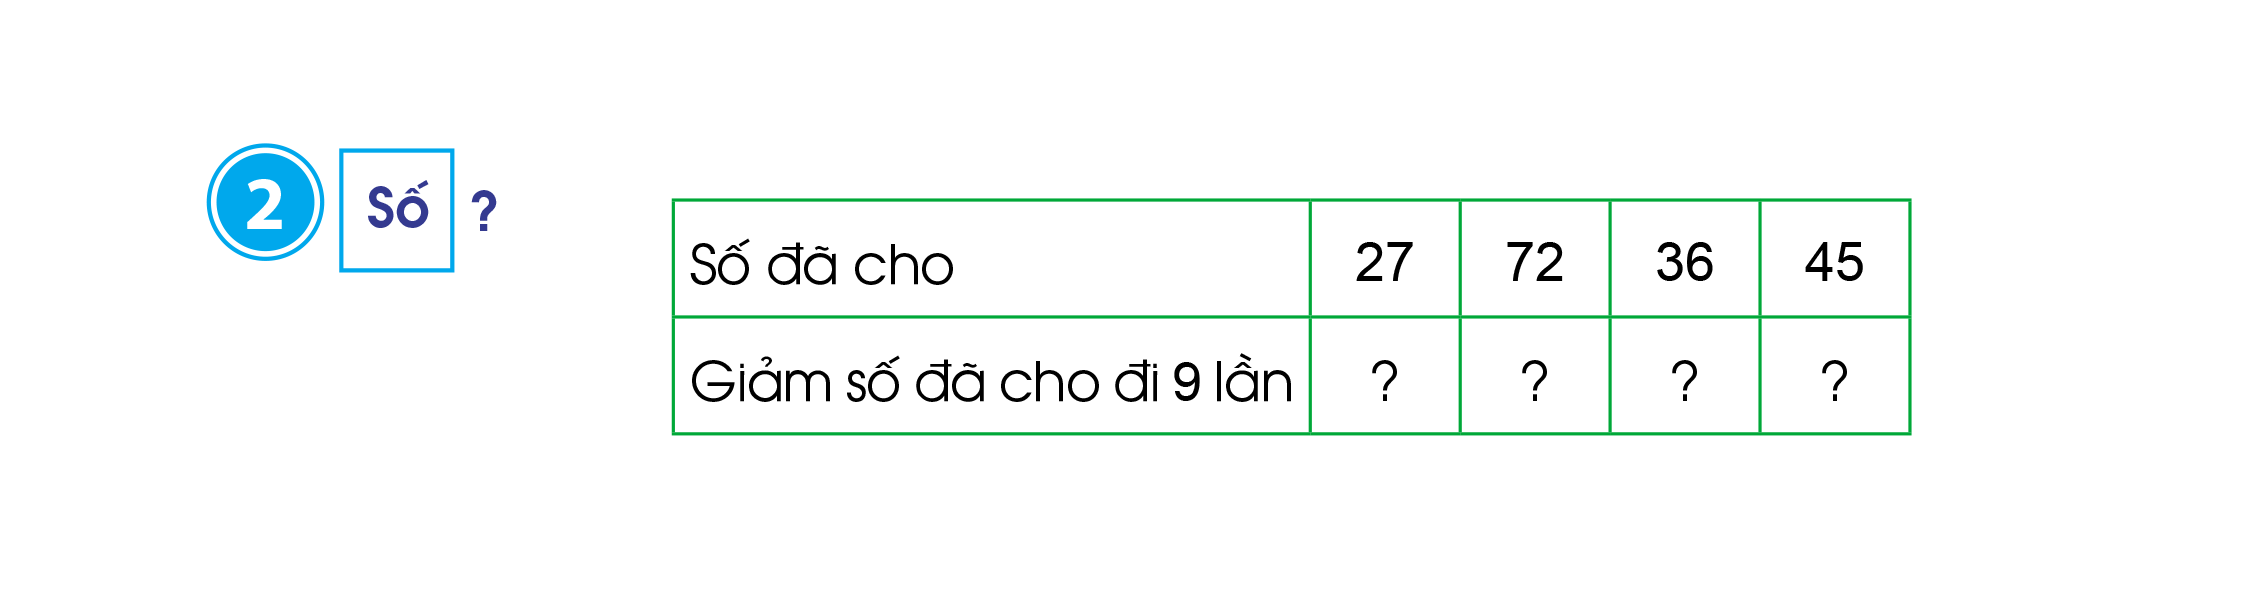 2 Số ?
Số đã cho 27 72 36 45
Giảm số đã cho đi 9 lần ? ? ? ?